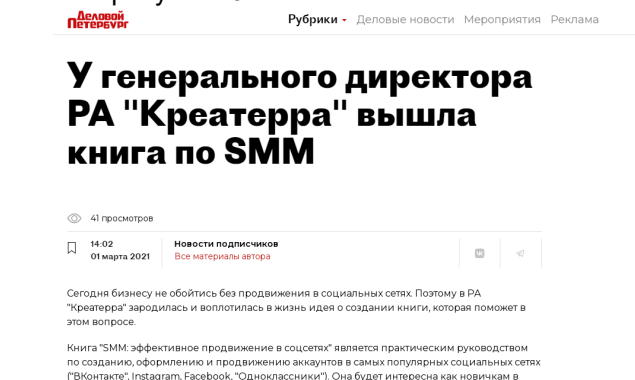 Деловой
Петербург
Рубрики Деловые новости Мероприятия Реклама
У генерального директора
РА "Креатерра" вышла
книга по SMM
41 просмотров
14:02
01 марта 2021
Новости подписчиков
Все материалы автора
Сегодня бизнесу не обойтись без продвижения в социальных сетях. Поэтому в РА
"Креатерра" зародилась и воплотилась в жизнь идея о создании книги, которая поможет в
этом вопросе.
Книга "SMM: эффективное продвижение в соцсетях" является практическим руководством
по созданию, оформлению и продвижению аккаунтов в самых популярных социальных сетях
("ВКонтакте", Instagram, Facebook, "Одноклассники"). Она будет интересна как новичкам в